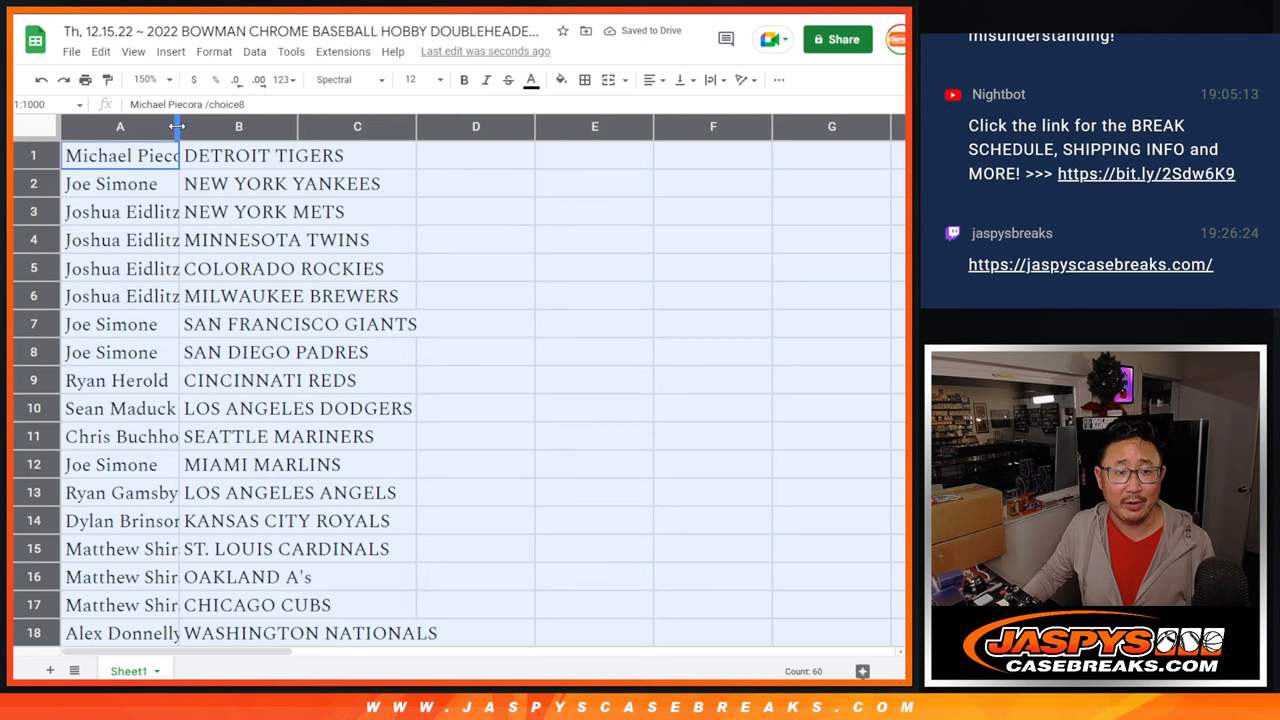 Th, 12.15.22 ~ 2022 BOWMAN CHROME BASEBALL HOBBY DOUBLEHEADE...
Saved to Drive
File Edit View Insert Format Data Tools Extensions Help Last edit was seconds ago
Share
150% $ % .0 .00 123 Spectral 12 B I S A
1:1000 fx Michael Piecora /choice8
A B C D E F G
1 Michael Pieco DETROIT TIGERS
2 Joe Simone NEW YORK YANKEES
3 Joshua Eidlitz NEW YORK METS
4 Joshua Eidlitz MINNESOTA TWINS
5 Joshua Eidlitz COLORADO ROCKIES
6 Joshua Eidlitz MILWAUKEE BREWERS
7 Joe Simone SAN FRANCISCO GIANTS
8 Joe Simone SAN DIEGO PADRES
9 Ryan Herold CINCINNATI REDS
10 Sean Maduck LOS ANGELES DODGERS
11 Chris Buchho SEATTLE MARINERS
12 Joe Simone MIAMI MARLINS
13 Ryan Gamsby LOS ANGELES ANGELS
14 Dylan Brinson KANSAS CITY ROYALS
15 Matthew Shir ST. LOUIS CARDINALS
16 Matthew Shir OAKLAND A's
17 Matthew Shir CHICAGO CUBS
18 Alex Donnelly WASHINGTON NATIONALS
Sheet1
Count: 60
misunderstanding!
Nightbot 19:05:13
Click the link for the BREAK
SCHEDULE, SHIPPING INFO and
MORE! >>> https://bit.ly/2Sdw6K9
jaspysbreaks 19:26:24
https://jaspyscasebreaks.com/
JASPYS
CASEBREAKS.COM
WWW.JASPYSCASEBREAKS.COM